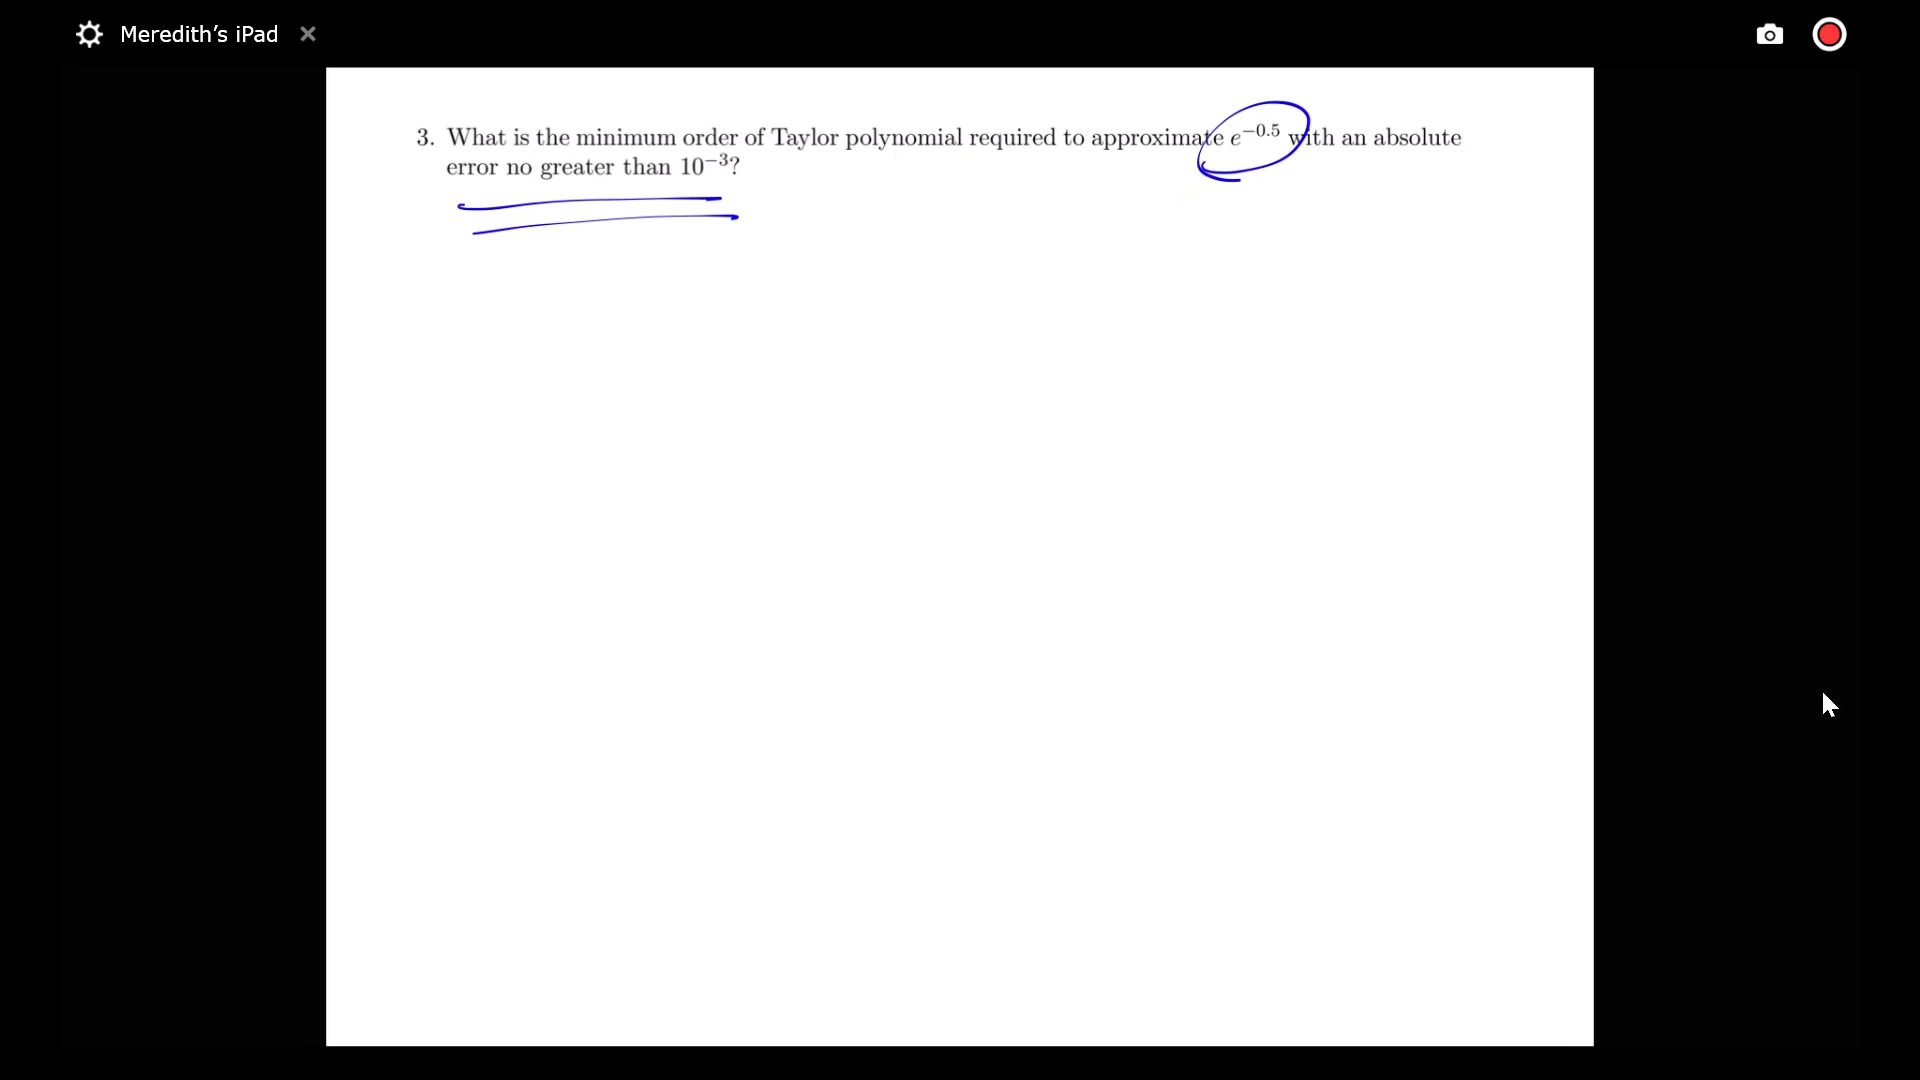 Meredith’s iPad
3. What is the minimum order of Taylor polynomial required to approximate e^{−0.5} with an absolute
error no greater than 10^{−3}?